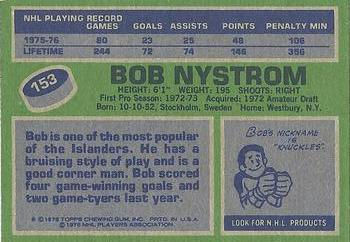 NHL PLAYING RECORD GAMES GOALS ASSISTS POINTS PENALTY MIN
1975-76 80 23 25 48 106
LIFETIME 244 80 66 146 356
153
BOB NYSTROM
HEIGHT: 6'1" WEIGHT: 195 SHOOTS: RIGHT
First Pro Season: 1972-73 Acquired: 1972 Amateur Draft
Born: 10-10-52, Stockholm, Sweden Home: Westbury, N.Y.
Bob is one of the most popular
of the Islanders. He has a
bruising style of play and is a
good corner man. Bob scored
four game-winning goals and
two game-tyers last year.
© 1976 TOPPS CHEWING GUM, INC. PRTD. IN U.S.A.
© 1976 NHL PLAYERS ASSOCIATION
BOB'S NICKNAME
IS
"KNUCKLES".
LOOK FOR N.H.L. PRODUCTS